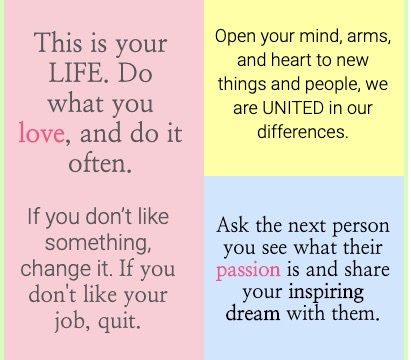 This is your
LIFE. Do
what you
love, and do it
often.
If you don't like
something,
change it. If you
don't like your
job, quit.
Open your mind, arms,
and heart to new
things and people, we
are UNITED in our
differences.
Ask the next person
you see what their
passion is and share
your inspiring
dream with them.